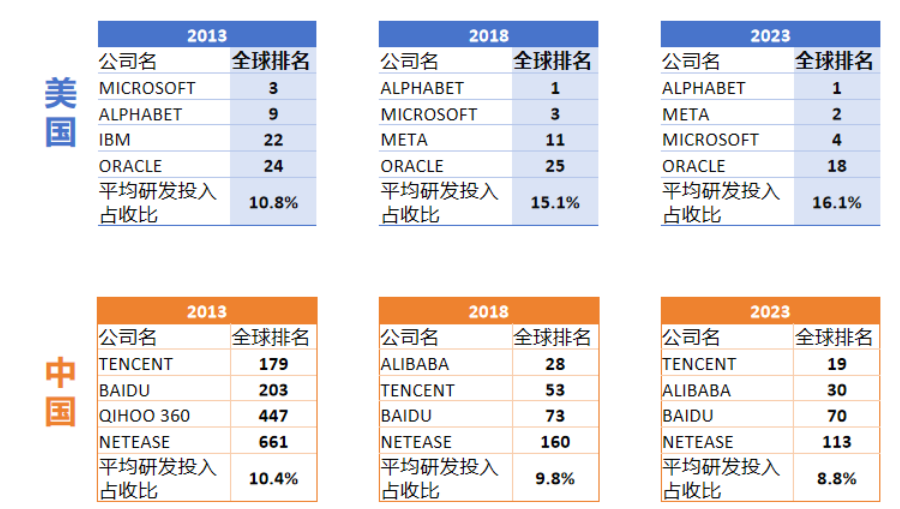 美国
2013
公司名 全球排名
MICROSOFT 3
ALPHABET 9
IBM 22
ORACLE 24
平均研发投入
占收比 10.8%
2018
公司名 全球排名
ALPHABET 1
MICROSOFT 3
META 11
ORACLE 25
平均研发投入
占收比 15.1%
2023
公司名 全球排名
ALPHABET 1
META 2
MICROSOFT 4
ORACLE 18
平均研发投入
占收比 16.1%
中国
2013
公司名 全球排名
TENCENT 179
BAIDU 203
QIHOO 360 447
NETEASE 661
平均研发投入
占收比 10.4%
2018
公司名 全球排名
ALIBABA 28
TENCENT 53
BAIDU 73
NETEASE 160
平均研发投入
占收比 9.8%
2023
公司名 全球排名
TENCENT 19
ALIBABA 30
BAIDU 70
NETEASE 113
平均研发投入
占收比 8.8%